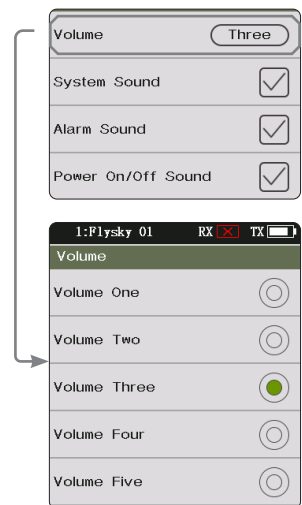 Volume Three
System Sound
Alarm Sound
Power On/Off Sound
1:Flysky 01 RX TX
Volume
Volume One
Volume Two
Volume Three
Volume Four
Volume Five